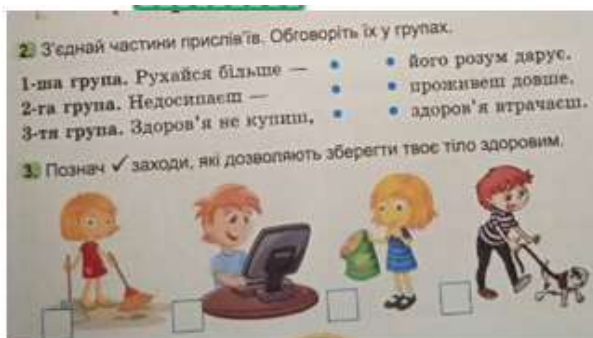 2. З'єднай частини прислів'їв. Обговоріть їх у групах.
1-ша група. Рухайся більше — • • його розум дарує.
2-га група. Недосипаєш — • • проживеш довше.
3-тя група. Здоров'я не купиш, • • здоров'я втрачаєш.
3. Познач ✓ заходи, які дозволяють зберегти твоє тіло здоровим.